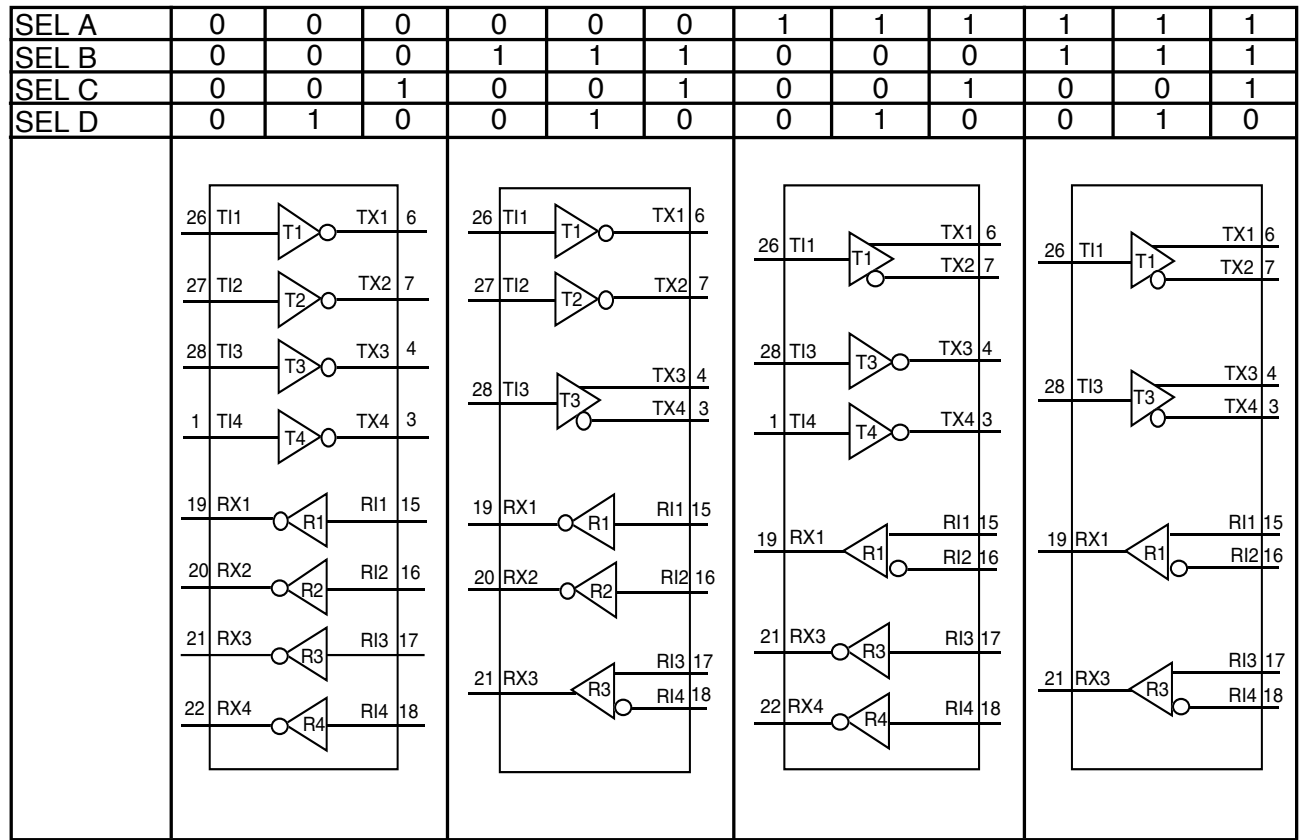 SEL A 0 0 0 0 0 0 1 1 1 1 1 1
SEL B 0 0 0 1 1 1 0 0 0 1 1 1
SEL C 0 0 1 0 0 1 0 0 1 0 0 1
SEL D 0 1 0 0 1 0 0 1 0 0 1 0
26 TI1 T1 TX1 6
27 TI2 T2 TX2 7
28 TI3 T3 TX3 4
1 TI4 T4 TX4 3
19 RX1 R1 RI1 15
20 RX2 R2 RI2 16
21 RX3 R3 RI3 17
22 RX4 R4 RI4 18
26 TI1 T1 TX1 6
27 TI2 T2 TX2 7
28 TI3 T3 TX3 4
TX4 3
19 RX1 R1 RI1 15
20 RX2 R2 RI2 16
21 RX3 R3 RI3 17
RI4 18
26 TI1 T1 TX1 6
TX2 7
28 TI3 T3 TX3 4
1 TI4 T4 TX4 3
19 RX1 R1 RI1 15
RI2 16
21 RX3 R3 RI3 17
22 RX4 R4 RI4 18
26 TI1 T1 TX1 6
TX2 7
28 TI3 T3 TX3 4
TX4 3
19 RX1 R1 RI1 15
RI2 16
21 RX3 R3 RI3 17
RI4 18